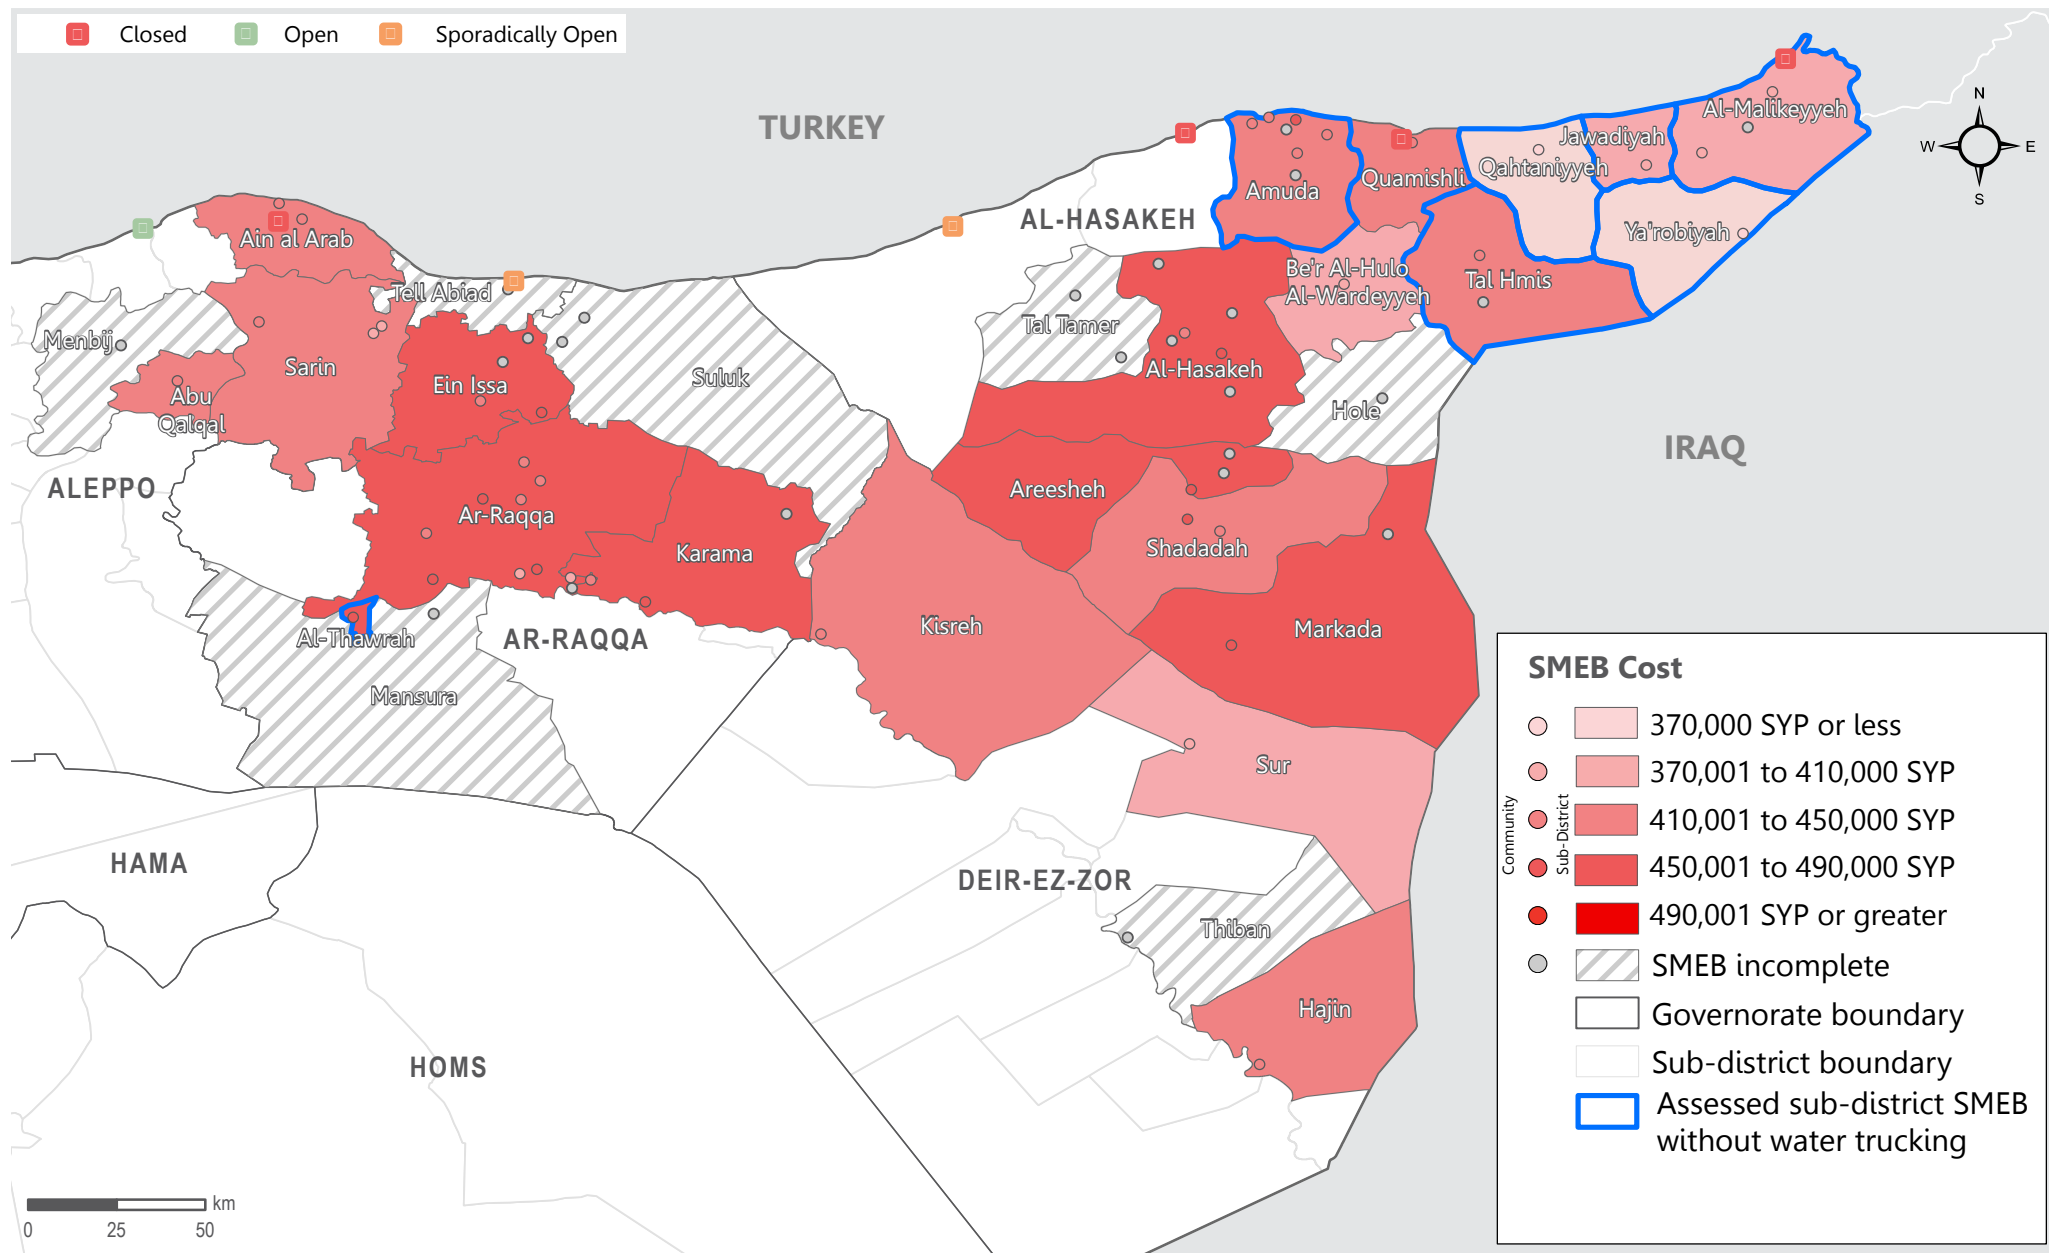 Closed
Open
Sporadically Open
TURKEY
N
W
E
S
Al-Malikeyyeh
Jawadiyah
Qahtaniyyeh
Quamishli
Amuda
AL-HASAKEH
Ya'robiyah
Ain al Arab
Be'r Al-Hulo
Al-Wardeyyeh
Tal Hmis
Tell Abiad
Tal Tamer
Menbij
Sarin
Ein Issa
Suluk
Al-Hasakeh
Abu
Qalqal
Hole
IRAQ
ALEPPO
Areesheh
Ar-Raqqa
Karama
Shadadah
Kisreh
Markada
Al-Thawrah
AR-RAQQA
Mansura
Sur
HAMA
DEIR-EZ-ZOR
Thiban
Hajin
HOMS
SMEB Cost
Community
Sub-District
370,000 SYP or less
370,001 to 410,000 SYP
410,001 to 450,000 SYP
450,001 to 490,000 SYP
490,001 SYP or greater
SMEB incomplete
Governorate boundary
Sub-district boundary
Assessed sub-district SMEB
without water trucking
km
0 25 50